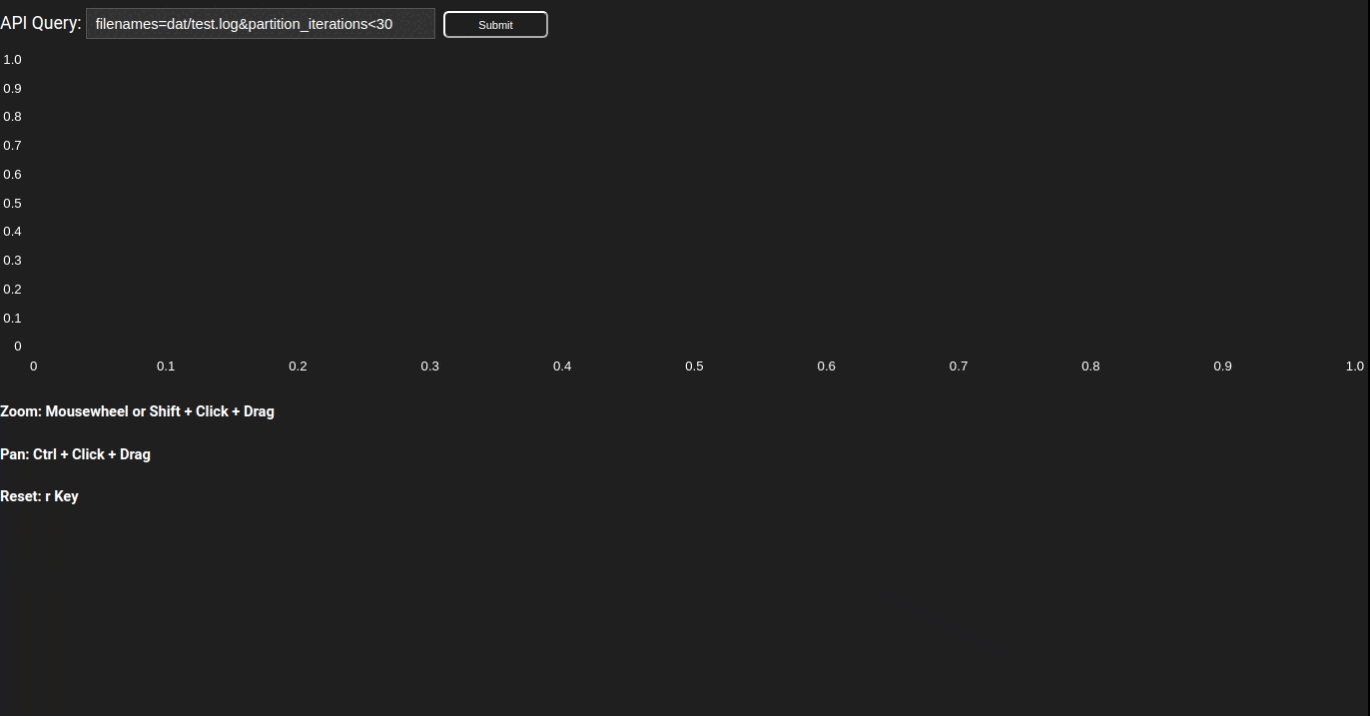 API Query: filenames=dat/test.log&partition_iterations<30 Submit
1.0
0.9
0.8
0.7
0.6
0.5
0.4
0.3
0.2
0.1
0
0 0.1 0.2 0.3 0.4 0.5 0.6 0.7 0.8 0.9 1.0
Zoom: Mousewheel or Shift + Click + Drag
Pan: Ctrl + Click + Drag
Reset: r Key